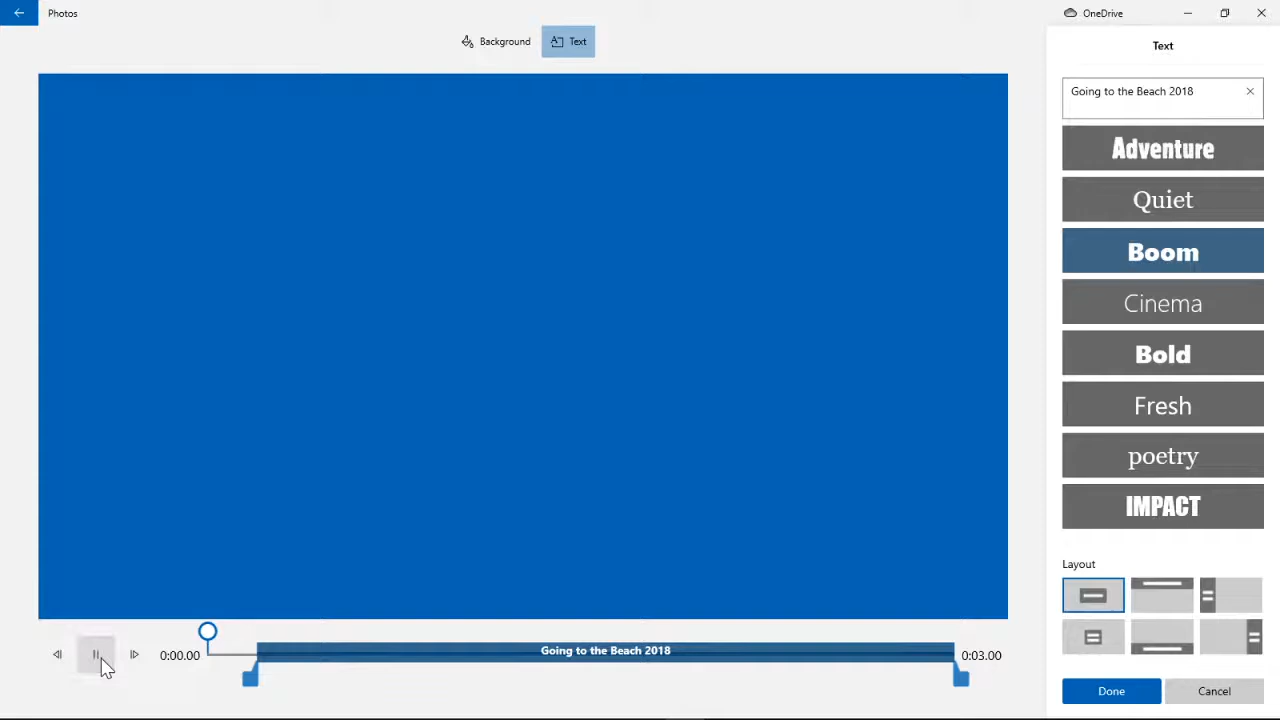 Photos
OneDrive
Background
Text
Text
Going to the Beach 2018
Adventure
Quiet
Boom
Cinema
Bold
Fresh
poetry
IMPACT
Layout
0:00.00
Going to the Beach 2018
0:03.00
Done
Cancel